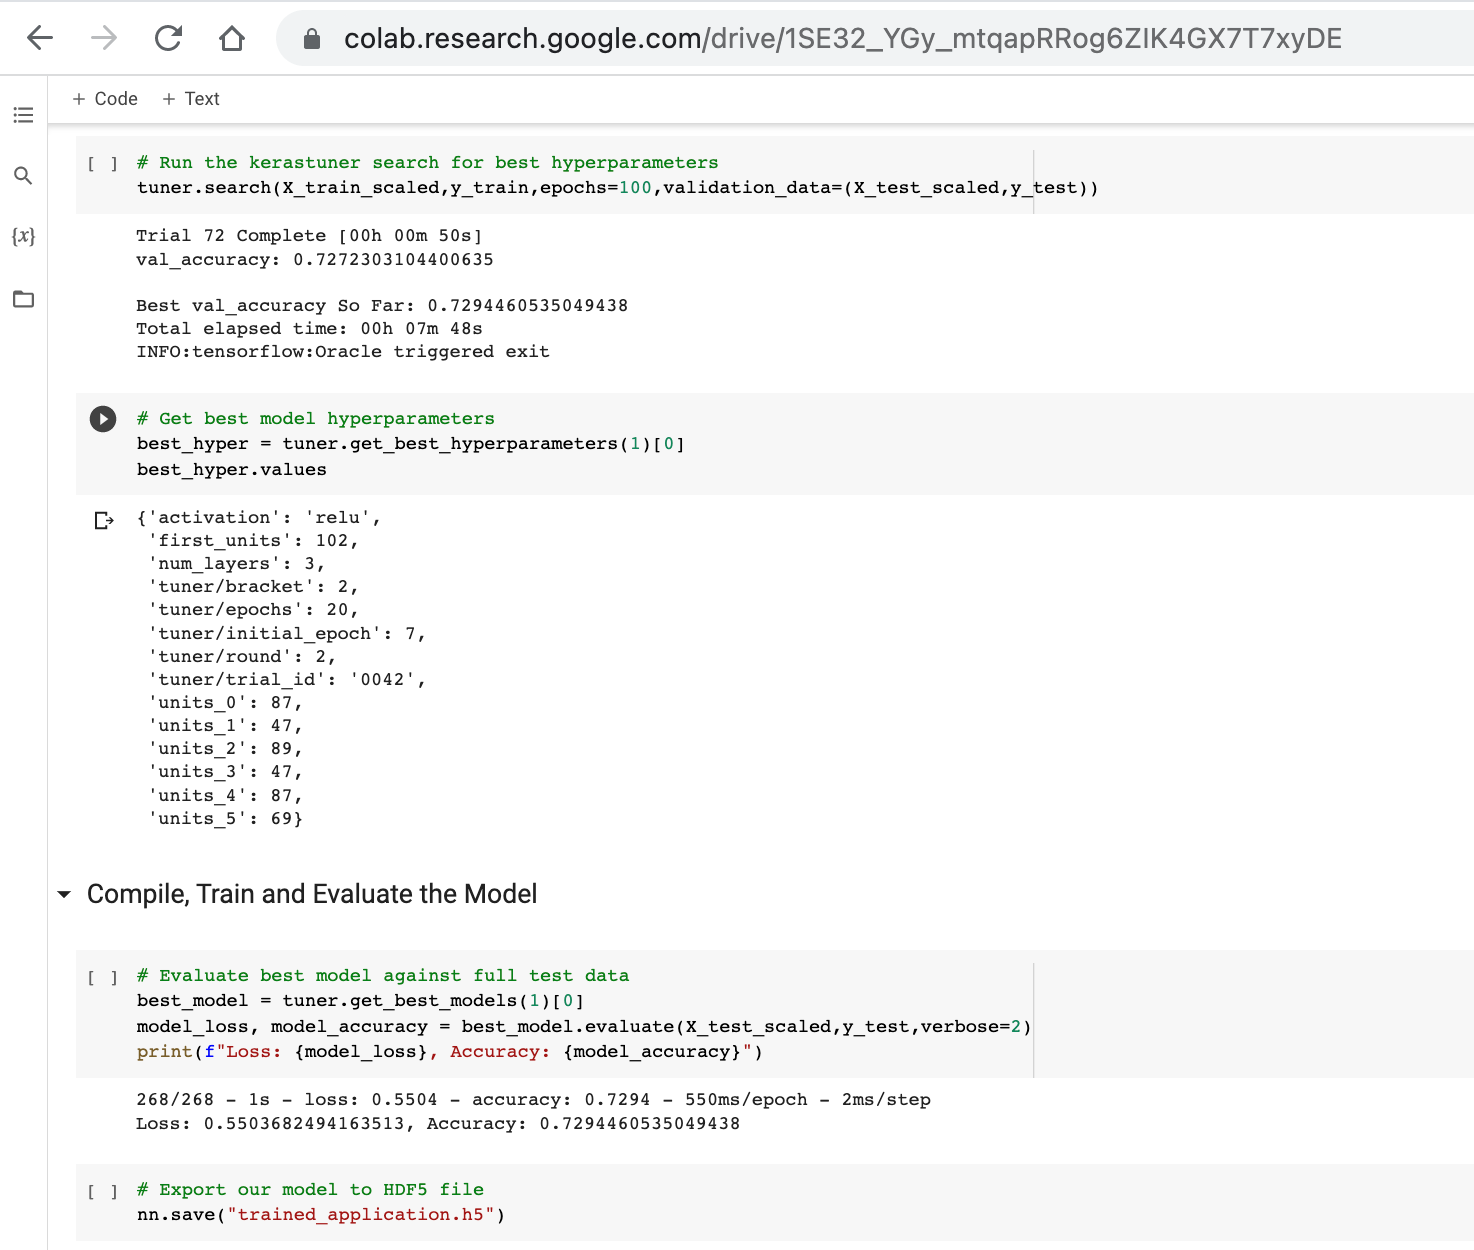 colab.research.google.com/drive/1SE32_YGy_mtqapRRog6ZIK4GX7T7xyDE
+ Code + Text
[ ] # Run the kerastuner search for best hyperparameters
tuner.search(X_train_scaled,y_train,epochs=100,validation_data=(X_test_scaled,y_test))
{x}
Trial 72 Complete [00h 00m 50s]
val_accuracy: 0.7272303104400635
Best val_accuracy So Far: 0.7294460535049438
Total elapsed time: 00h 07m 48s
INFO:tensorflow:Oracle triggered exit
# Get best model hyperparameters
best_hyper = tuner.get_best_hyperparameters(1)[0]
best_hyper.values
{'activation': 'relu',
'first_units': 102,
'num_layers': 3,
'tuner/bracket': 2,
'tuner/epochs': 20,
'tuner/initial_epoch': 7,
'tuner/round': 2,
'tuner/trial_id': '0042',
'units_0': 87,
'units_1': 47,
'units_2': 89,
'units_3': 47,
'units_4': 87,
'units_5': 69}
Compile, Train and Evaluate the Model
[ ] # Evaluate best model against full test data
best_model = tuner.get_best_models(1)[0]
model_loss, model_accuracy = best_model.evaluate(X_test_scaled,y_test,verbose=2)
print(f"Loss: {model_loss}, Accuracy: {model_accuracy}")
268/268 - 1s - loss: 0.5504 - accuracy: 0.7294 - 550ms/epoch - 2ms/step
Loss: 0.5503682494163513, Accuracy: 0.7294460535049438
[ ] # Export our model to HDF5 file
nn.save("trained_application.h5")